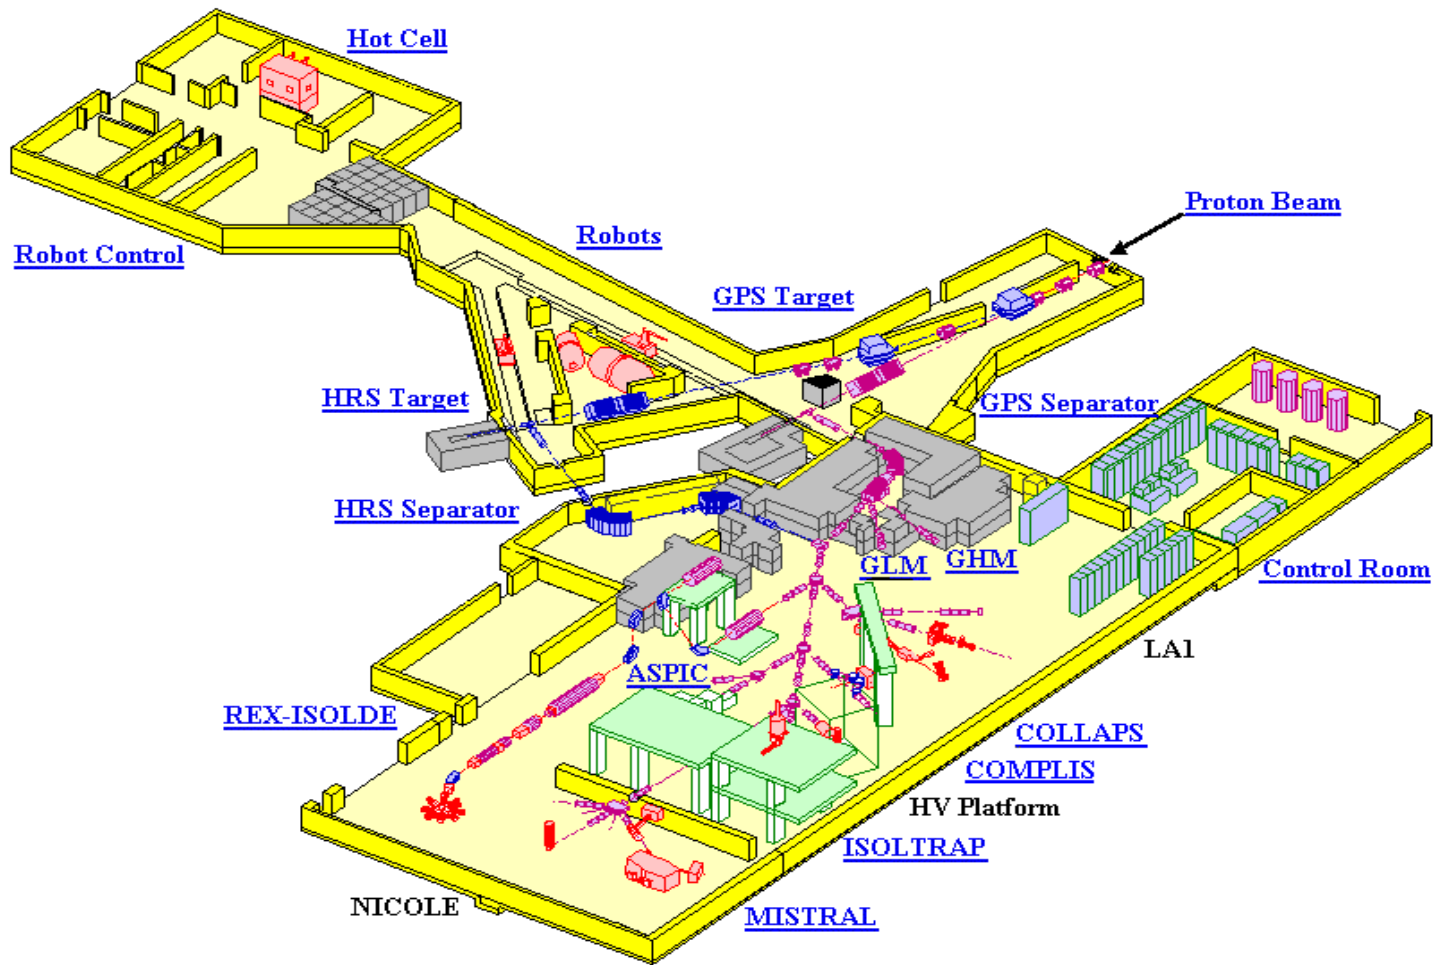 Hot Cell
Proton Beam
Robots
Robot Control
GPS Target
HRS Target
GPS Separator
HRS Separator
GLM
GHM
Control Room
LA1
ASPIC
REX-ISOLDE
COLLAPS
COMPLIS
HV Platform
ISOLTRAP
NICOLE
MISTRAL